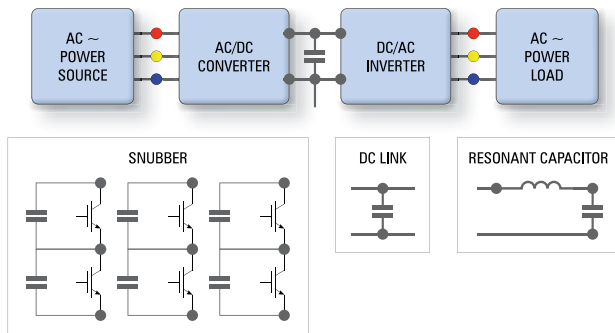 AC ~
POWER
SOURCE
AC/DC
CONVERTER
DC/AC
INVERTER
AC ~
POWER
LOAD
SNUBBER
DC LINK
RESONANT CAPACITOR